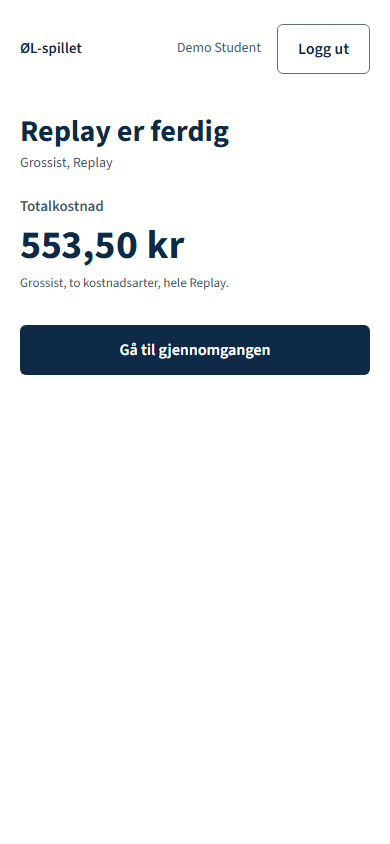 ØL-spillet
Demo Student
Logg ut
Replay er ferdig
Grossist, Replay
Totalkostnad
553,50 kr
Grossist, to kostnadsarter, hele Replay.
Gå til gjennomgangen